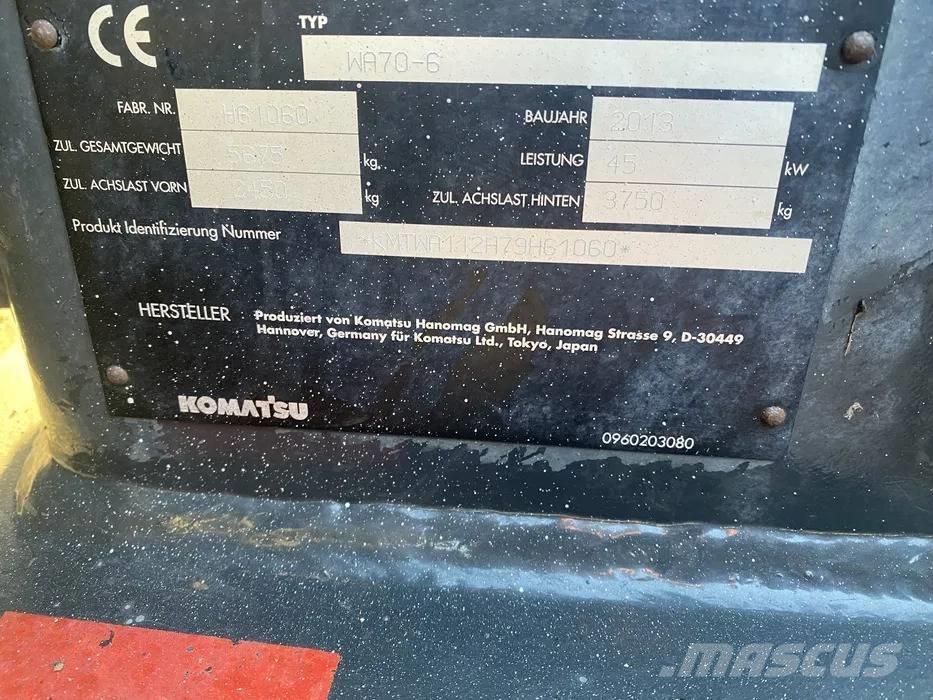 CE
TYP
WA70-6
FABR. NR. H61060 BAUJAHR 2013
ZUL. GESAMTGEWICHT 5675 kg. LEISTUNG 45 kW
ZUL. ACHSLAST VORN kg ZUL. ACHSLAST HINTEN 3750 kg
Produkt Identifizierung Nummer *KMTWA112A79H61060*
HERSTELLER Produziert von Komatsu Hanomag GmbH, Hanomag Strasse 9, D-30449
Hannover, Germany für Komatsu Ltd., Tokyo, Japan
KOMATSU
0960203080
MASCUS